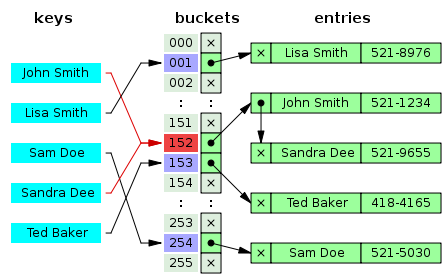 keys
buckets
entries
John Smith
Lisa Smith
Sam Doe
Sandra Dee
Ted Baker
000 ×
001
002 ×
: :
151 ×
152
153
154 ×
: :
253 ×
254
255 ×
× Lisa Smith 521-8976
John Smith 521-1234
× Sandra Dee 521-9655
× Ted Baker 418-4165
× Sam Doe 521-5030